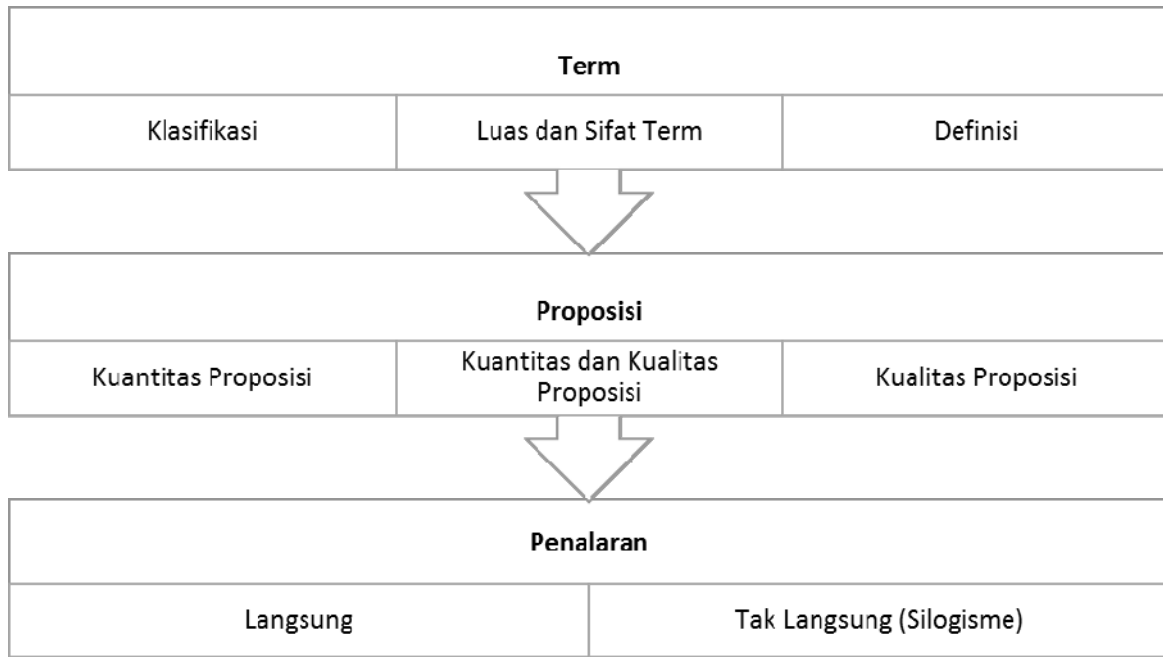 Term
Klasifikasi
Luas dan Sifat Term
Definisi
Proposisi
Kuantitas Proposisi
Kuantitas dan Kualitas
Proposisi
Kualitas Proposisi
Penalaran
Langsung
Tak Langsung (Silogisme)